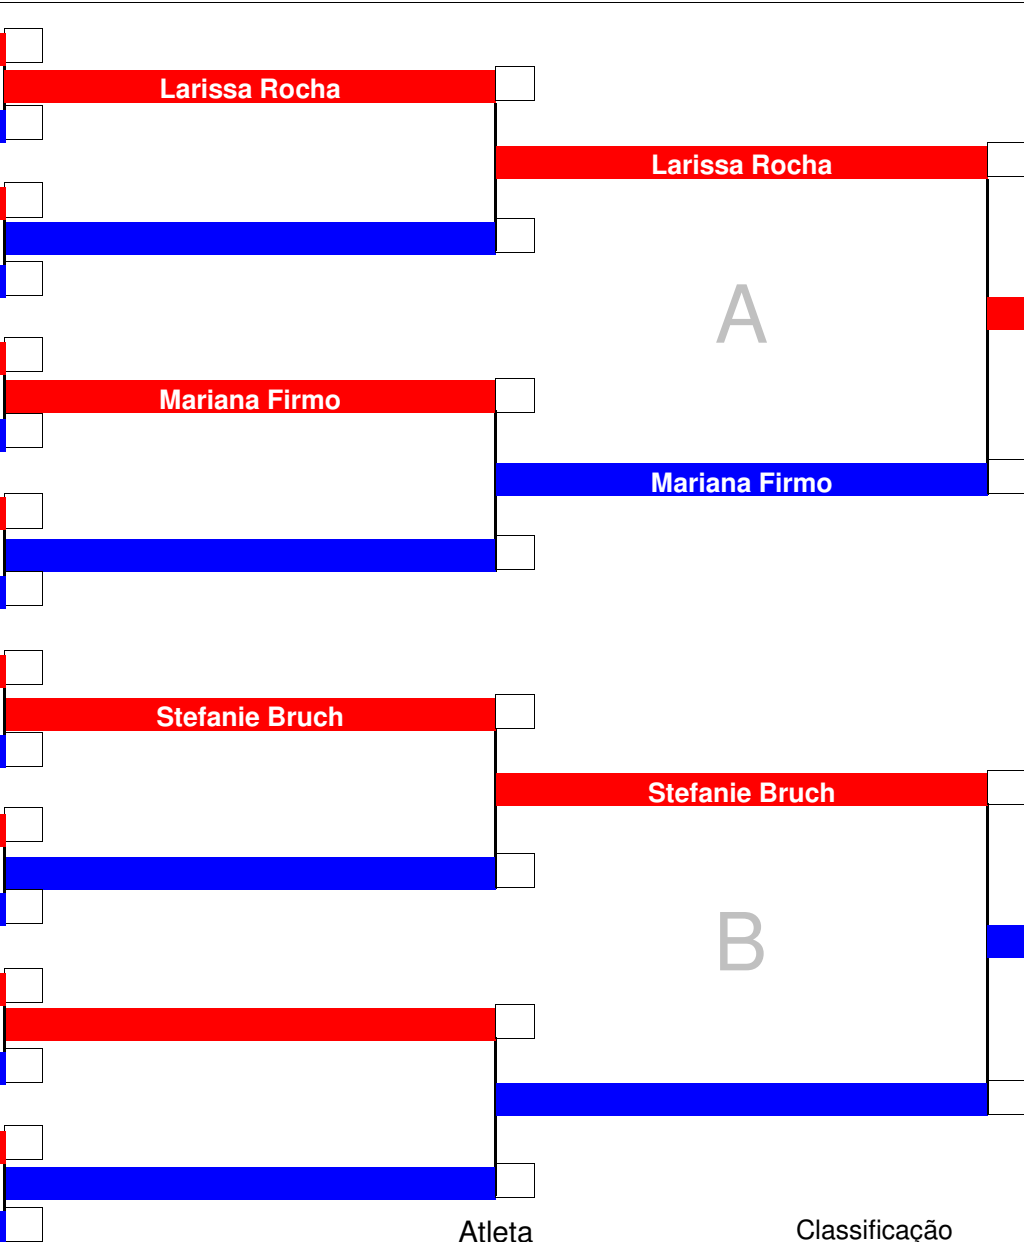 Larissa Rocha
Larissa Rocha
A
Mariana Firmo
Mariana Firmo
Stefanie Bruch
Stefanie Bruch
B
Atleta
Classificação